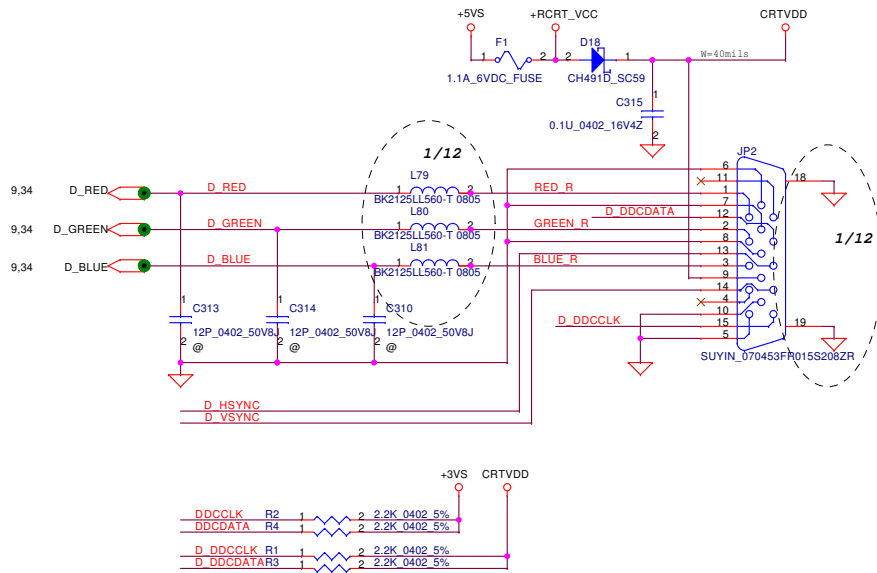 +5VS +RCRT_VCC CRTVDD
F1 D18
1 2 2 1 W=40mils
1.1A_6VDC_FUSE CH491D_SC59
1
C315
0.1U_0402_16V4Z
2
JP2
1/12
6
11 18
9,34 D_RED D_RED 1 L79 2 RED_R 1
BK2125LL560-T 0805
7
D_DDCDATA 12
9,34 D_GREEN D_GREEN 1 L80 2 GREEN_R 2
BK2125LL560-T 0805
8
1/12
13
9,34 D_BLUE D_BLUE 1 L81 2 BLUE_R 3
BK2125LL560-T 0805
9
14
4
1 C313 1 C314 1 C310
10
12P_0402_50V8J 12P_0402_50V8J 12P_0402_50V8J
D_DDCCLK 15 19
2 @ 2 @ 2 @
5
SUYIN_070453FR015S208ZR
D_HSYNC
D_VSYNC
+3VS CRTVDD
DDCCLK R2 1 2 2.2K_0402_5%
DDCDATA R4 1 2 2.2K_0402_5%
D_DDCCLK R1 1 2 2.2K_0402_5%
D_DDCDATA R3 1 2 2.2K_0402_5%